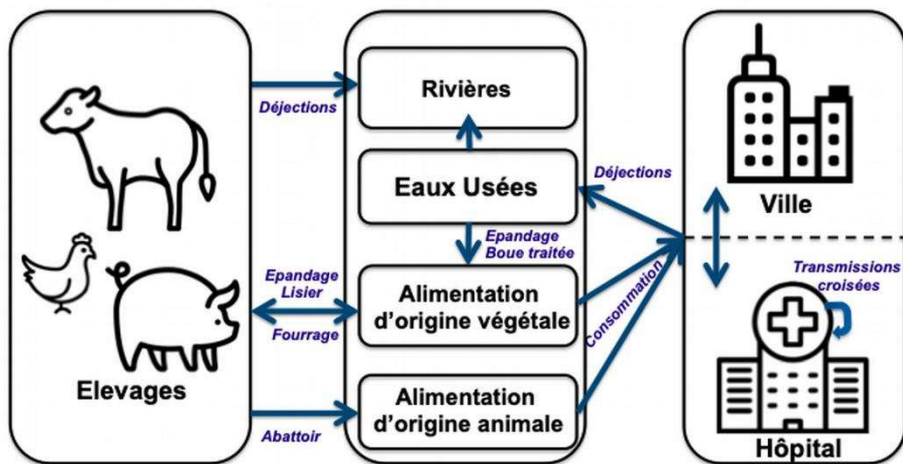 Elevages
Déjections
Epandage
Lisier
Fourrage
Abattoir
Rivières
Eaux Usées
Epandage
Boue traitée
Alimentation
d'origine végétale
Alimentation
d'origine animale
Déjections
Consommation
Ville
Transmissions
croisées
Hôpital